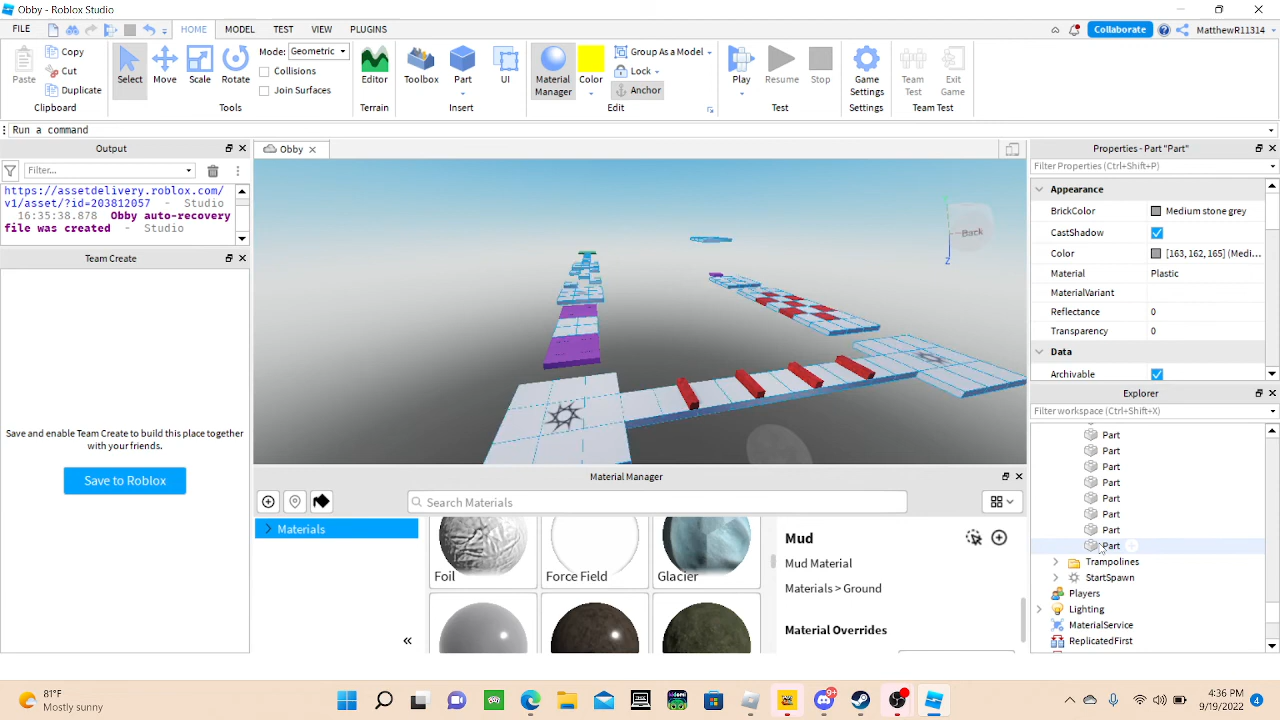 Obby - Roblox Studio
FILE HOME MODEL TEST VIEW PLUGINS Collaborate MatthewR11314
Paste Copy Cut Duplicate Clipboard
Select Move Scale Rotate Mode: Geometric Collisions Join Surfaces Tools
Editor Terrain
Toolbox Part UI Insert
Material Manager Color Group As a Model Lock Anchor Edit
Play Resume Stop Test
Game Settings Settings
Team Test Exit Game Team Test
Run a command
Output
Filter...
https://assetdelivery.roblox.com/
v1/asset/?id=203812057 - Studio
16:35:38.878 Obby auto-recovery
file was created - Studio
Team Create
Save and enable Team Create to build this place together
with your friends.
Save to Roblox
Obby
Back
Z
Material Manager
Search Materials
Materials
Foil
Force Field
Glacier
Mud
Mud Material
Materials > Ground
Material Overrides
Properties - Part "Part"
Filter Properties (Ctrl+Shift+P)
Appearance
BrickColor Medium stone grey
CastShadow
Color [163, 162, 165] (Medi...
Material Plastic
MaterialVariant
Reflectance 0
Transparency 0
Data
Archivable
Explorer
Filter workspace (Ctrl+Shift+X)
Part
Part
Part
Part
Part
Part
Part
Part
Trampolines
StartSpawn
Players
Lighting
MaterialService
ReplicatedFirst
81°F
Mostly sunny
4:36 PM
9/19/2022
4